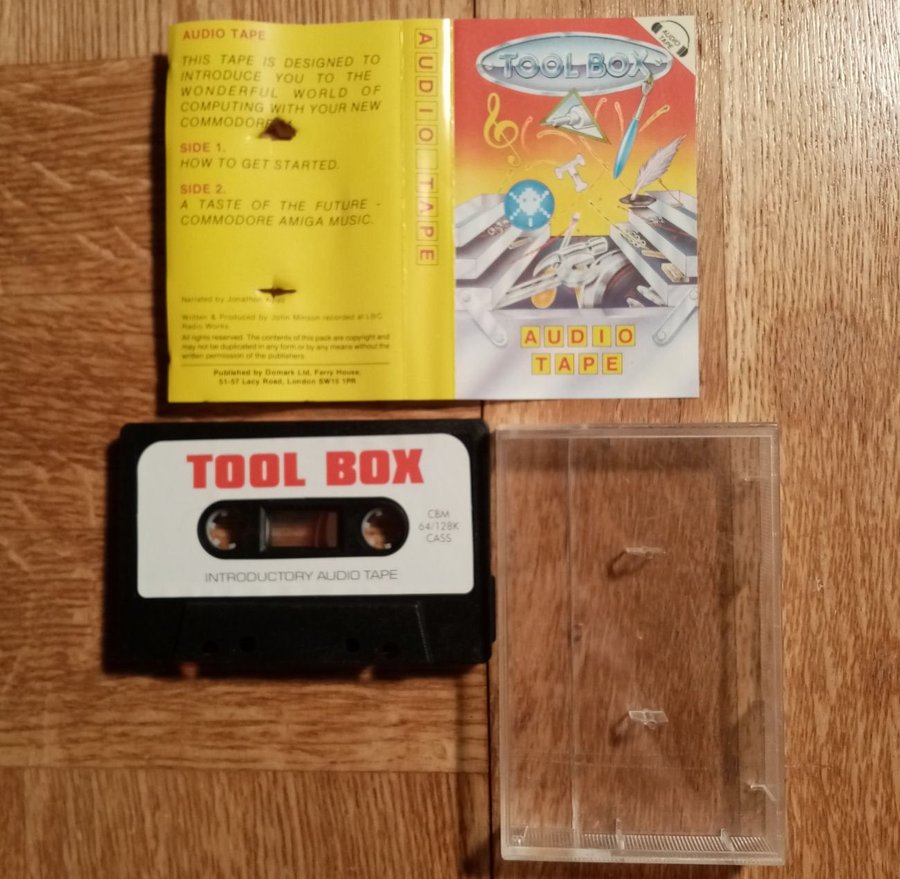 AUDIO TAPE
THIS TAPE IS DESIGNED TO
INTRODUCE YOU TO THE
WONDERFUL WORLD OF
COMPUTING WITH YOUR NEW
COMMODORE
SIDE 1.
HOW TO GET STARTED.
SIDE 2.
A TASTE OF THE FUTURE -
COMMODORE AMIGA MUSIC.
Narrated by Jonathon
Written & Produced by John Minson recorded at LBC
Radio Works
All rights reserved. The contents of this pack are copyright and
may not be duplicated in any form or by any means without the
written permission of the publishers.
Published by Domark Ltd, Ferry House,
51-57 Lacy Road, London SW15 1PR
AUDIO TAPE
TOOL BOX
AUDIO
TAPE
T
AUDIO
TAPE
TOOL BOX
CBM
64/128K
CASS
INTRODUCTORY AUDIO TAPE